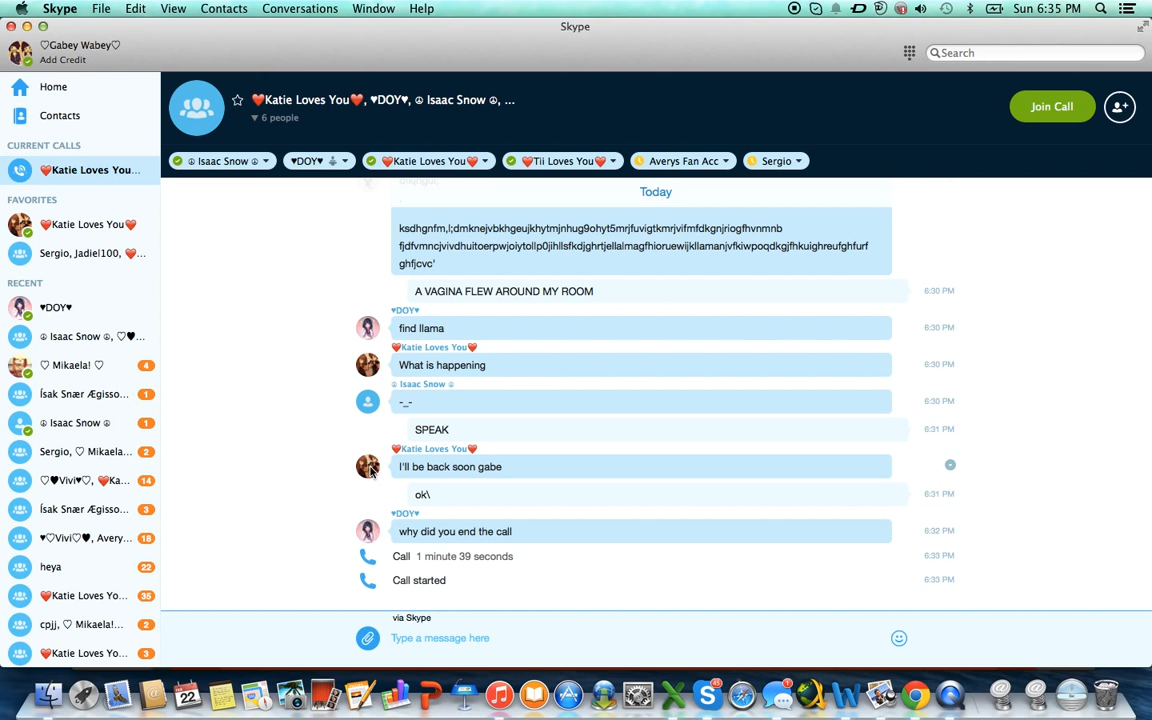 Skype File Edit View Contacts Conversations Window Help Sun 6:35 PM
Skype
♡Gabey Wabey♡
Add Credit
Search
Home
Contacts
CURRENT CALLS
❤️Katie Loves You...
FAVORITES
❤️Katie Loves You❤️
Sergio, Jadiel100, ❤️...
RECENT
♥DOY♥
☮ Isaac Snow ☮, ♡♥...
♡ Mikaela! ♡ 4
Ísak Snær Ægisso... 1
☮ Isaac Snow ☮ 1
Sergio, ♡ Mikaela... 2
♡♥Vivi♥♡, ❤️Ka... 14
Ísak Snær Ægisso... 3
♥♡Vivi♡♥, Avery... 18
heya 22
❤️Katie Loves Yo... 35
cpjj, ♡ Mikaela!... 2
❤️Katie Loves Yo... 3
❤️Katie Loves You❤️, ♥DOY♥, ☮ Isaac Snow ☮, ...
6 people
Join Call
☮ Isaac Snow ☮ ♥DOY♥ ❤️Katie Loves You❤️ ❤️Tii Loves You❤️ Averys Fan Acc Sergio
Today
ksdhgnfm,l;dmknejvbkhgeujkhytmjnhug9ohyt5mrjfuvigtkmrjvifmfdkgnjriogfhvnmnb
fjdfvmncjvivdhuitoerpwjoiytollp0jihllsfkdjghrtjellalmagfhioruewijkllamanjvfkiwpoqdkgjfhkuighreufghfurf
ghfjcvc'
A VAGINA FLEW AROUND MY ROOM 6:30 PM
♥DOY♥
find llama 6:30 PM
❤️Katie Loves You❤️
What is happening 6:30 PM
☮ Isaac Snow ☮
-_- 6:30 PM
SPEAK 6:31 PM
❤️Katie Loves You❤️
I'll be back soon gabe
ok\ 6:31 PM
♥DOY♥
why did you end the call 6:32 PM
Call 1 minute 39 seconds 6:33 PM
Call started 6:33 PM
via Skype
Type a message here